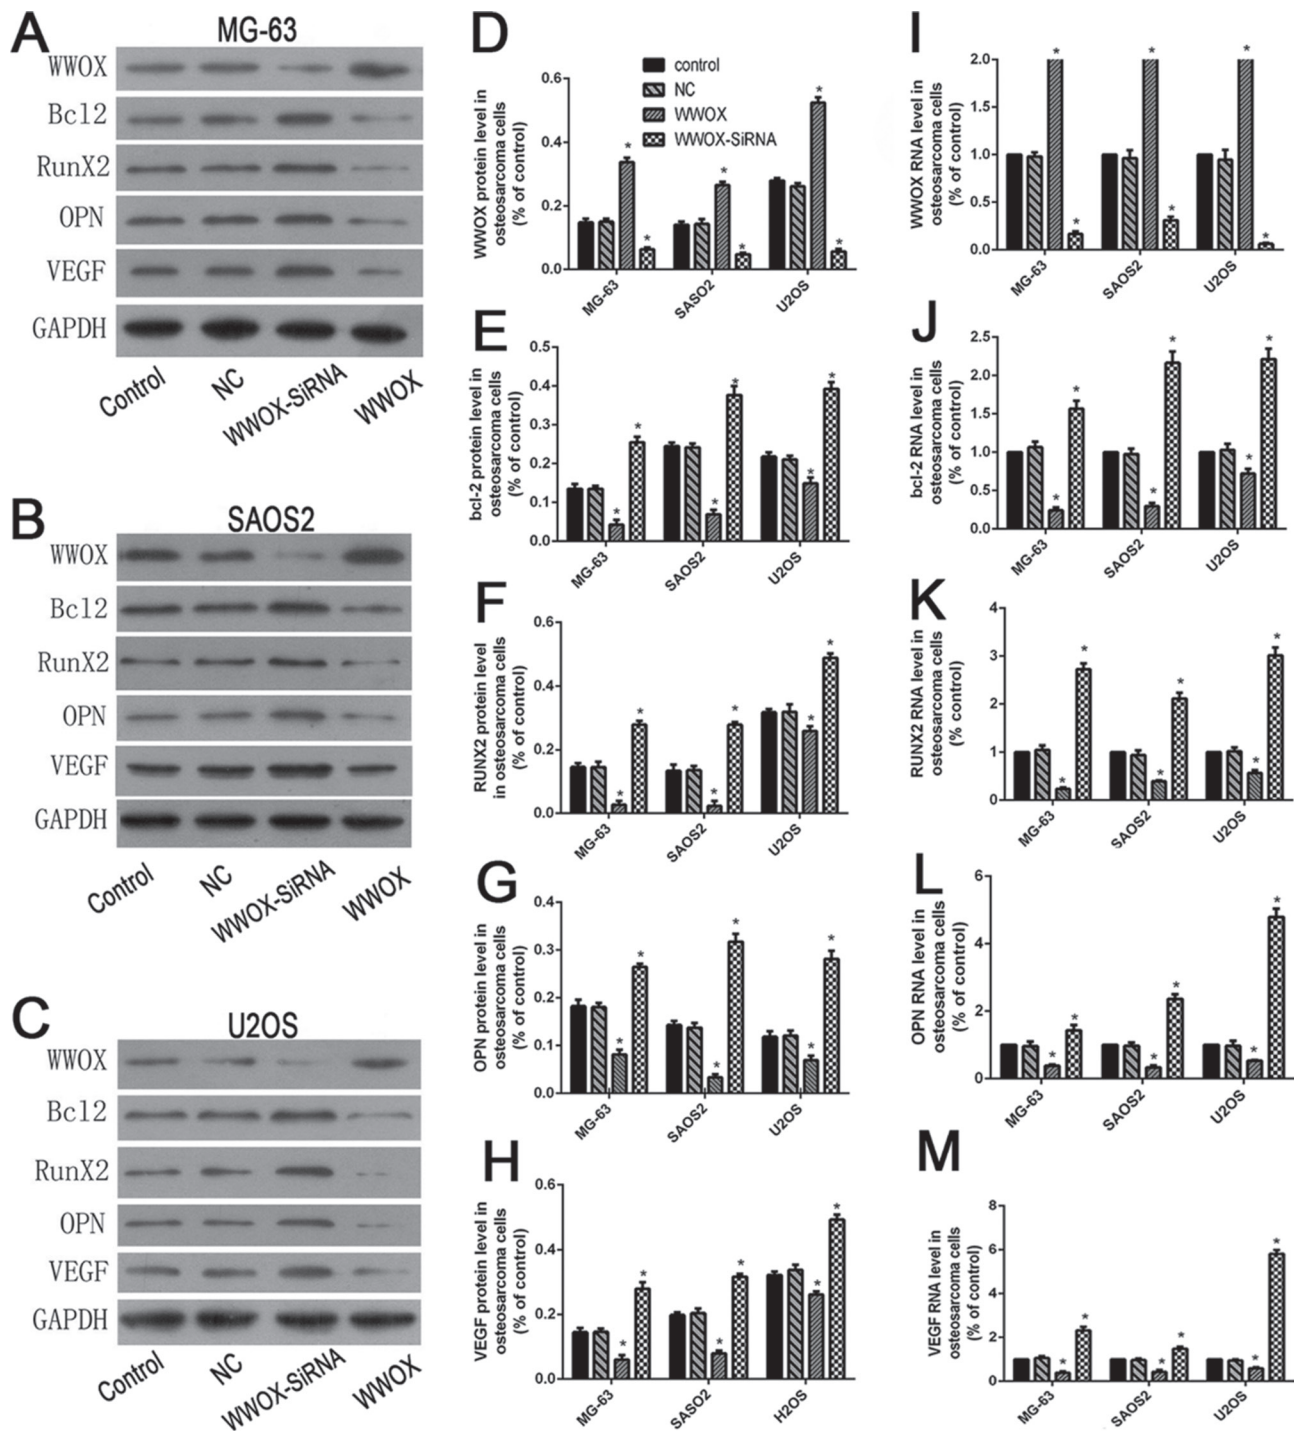 A
MG-63
WWOX
Bcl2
RunX2
OPN
VEGF
GAPDH
Control
NC
WWOX-SiRNA
WWOX
B
SAOS2
WWOX
Bcl2
RunX2
OPN
VEGF
GAPDH
Control
NC
WWOX-SiRNA
WWOX
C
U2OS
WWOX
Bcl2
RunX2
OPN
VEGF
GAPDH
Control
NC
WWOX-SiRNA
WWOX
D
control
NC
WWOX
WWOX-SiRNA
WWOX protein level in
osteosarcoma cells
(% of control)
0.6
0.4
0.2
0.0
* * * * * *
MG-63
SASO2
U2OS
E
bcl-2 protein level in
osteosarcoma cells
(% of control)
0.5
0.4
0.3
0.2
0.1
0.0
* * * * * *
MG-63
SAOS2
U2OS
F
RUNX2 protein level
in osteosarcoma cells
(% of control)
0.6
0.4
0.2
0.0
* * * * * *
MG-63
SAOS2
U2OS
G
OPN protein level in
osteosarcoma cells
(% of control)
0.4
0.3
0.2
0.1
0.0
* * * * * *
MG-63
SAOS2
U2OS
H
VEGF protein level in
osteosarcoma cells
(% of control)
0.6
0.4
0.2
0.0
* * * * * *
MG-63
SASO2
H2OS
I
WWOX RNA level in
osteosarcoma cells
(% of control)
2.0
1.5
1.0
0.5
0.0
* * * * * *
MG-63
SAOS2
U2OS
J
bcl-2 RNA level in
osteosarcoma cells
(% of control)
2.5
2.0
1.5
1.0
0.5
0.0
* * * * * *
MG-63
SAOS2
U2OS
K
RUNX2 RNA level in
osteosarcoma cells
(% control)
4
3
2
1
0
* * * * * *
MG-63
SAOS2
U2OS
L
OPN RNA level in
osteosarcoma cells
(% of control)
6
4
2
0
* * * * * *
MG-63
SAOS2
U2OS
M
VEGF RNA level in
osteosarcoma cells
(% of control)
8
6
4
2
0
* * * * * *
MG-63
SAOS2
U2OS